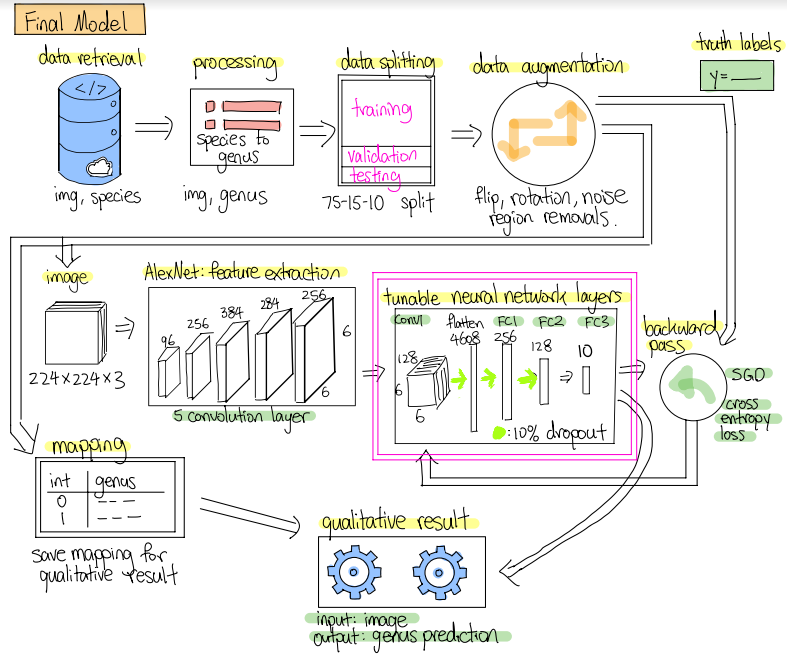 Final Model
data retrieval
</>
img, species
processing
species to
genus
img, genus
data splitting
training
validation
testing
75-15-10 split
data augmentation
flip, rotation, noise
region removals.
truth labels
y=
image
224x224x3
AlexNet: feature extraction
96
256
384
284
256
6
6
5 convolution layer
tunable neural network layers
Conv1
128
6
6
flatten
4608
FC1
256
FC2
128
FC3
10
: 10% dropout
backward
pass
SGD
cross
entropy
loss
mapping
int genus
0
1
save mapping for
qualitative result
qualitative result
input: image
output: genus prediction